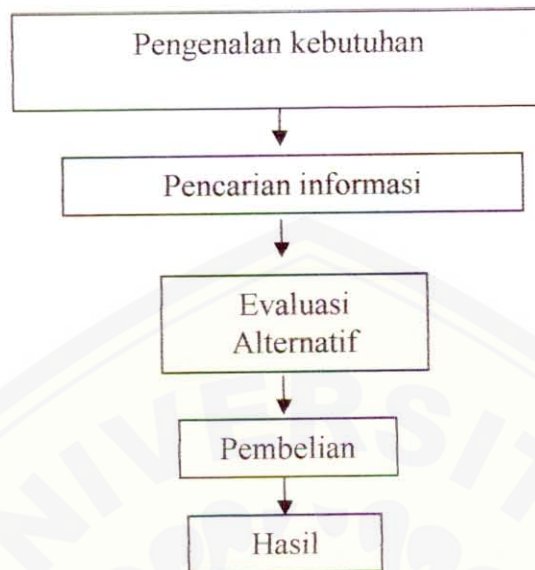 Pengenalan kebutuhan
Pencarian informasi
Evaluasi
Alternatif
Pembelian
Hasil